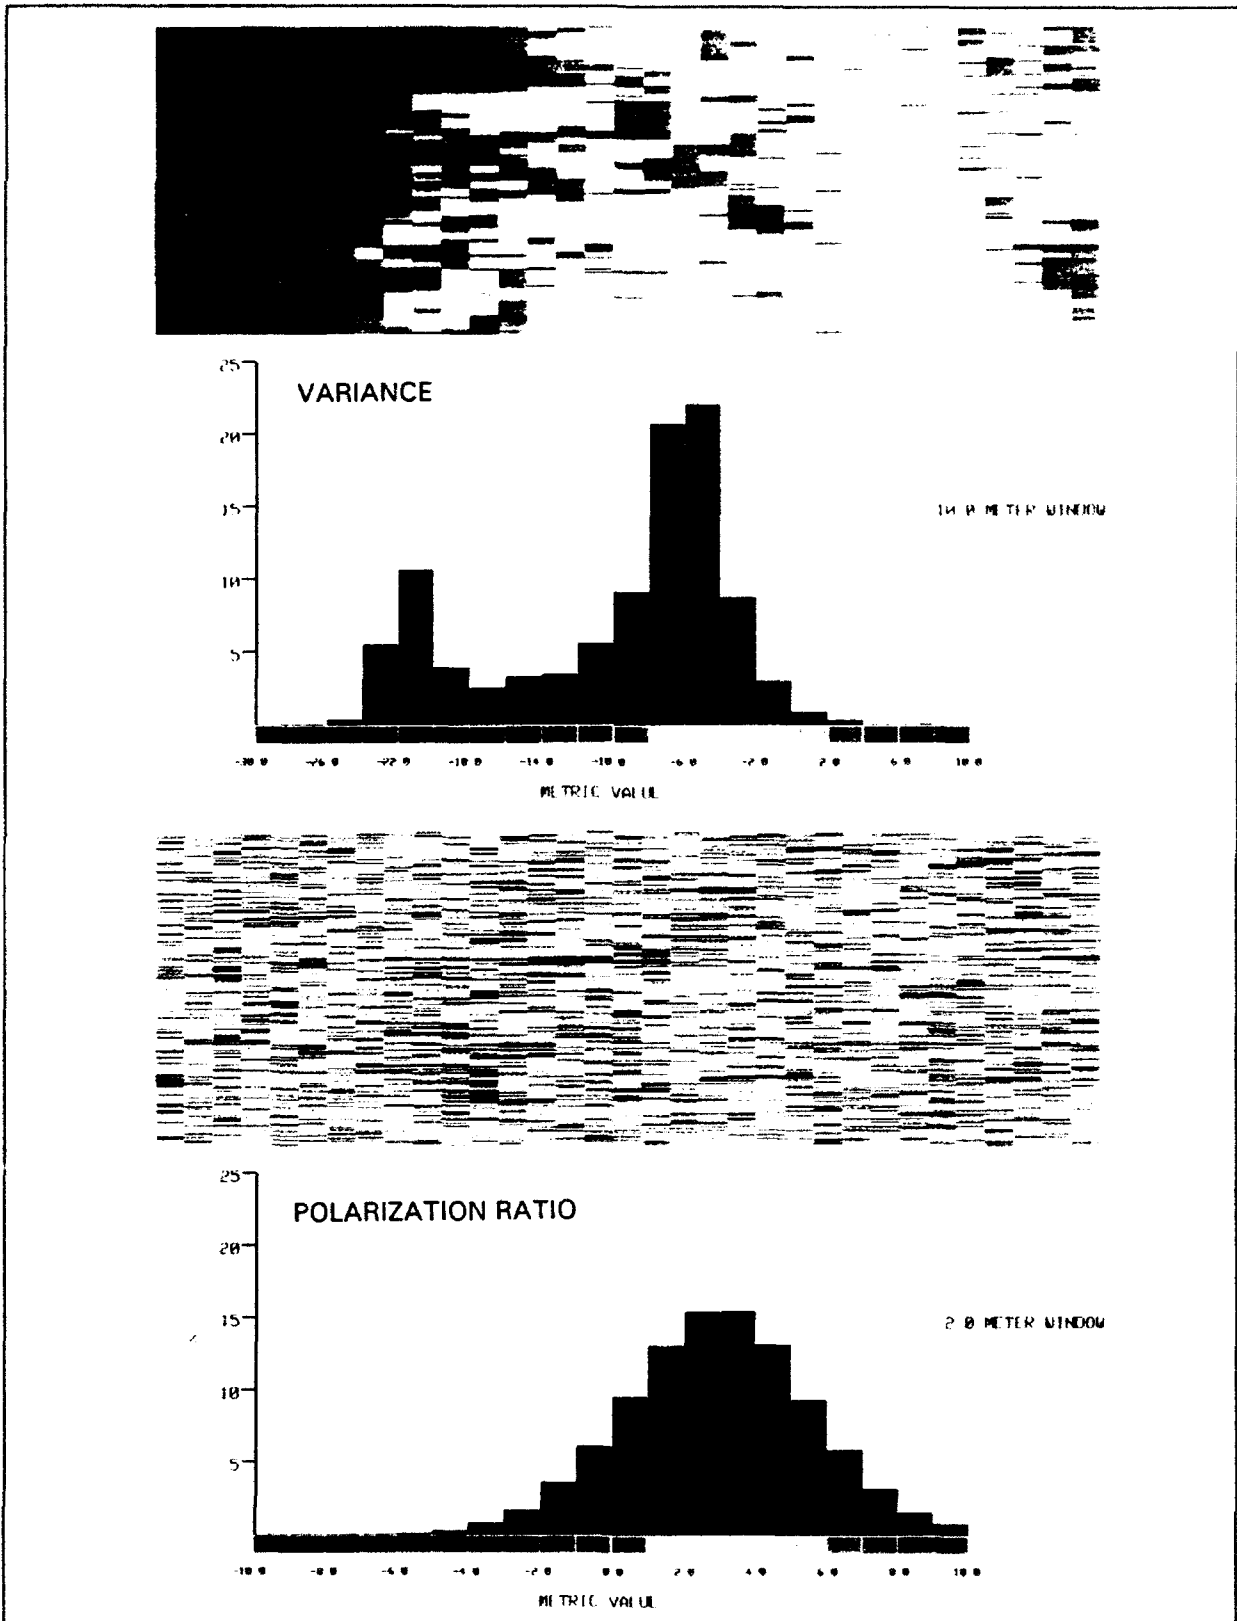 25
VARIANCE
20
15
10.0 METER WINDOW
10
5
-30.0 -26.0 -22.0 -18.0 -14.0 -10.0 -6.0 -2.0 2.0 6.0 10.0
METRIC VALUE
25
POLARIZATION RATIO
20
15
2.0 METER WINDOW
10
5
-10.0 -8.0 -6.0 -4.0 -2.0 0.0 2.0 4.0 6.0 8.0 10.0
METRIC VALUE